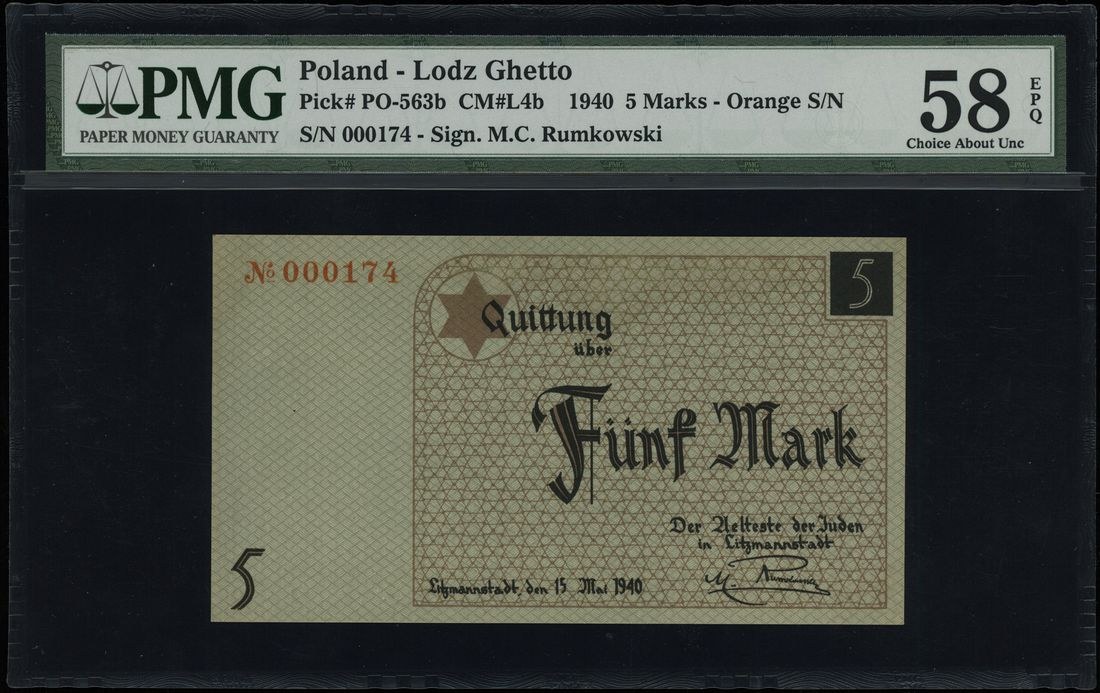 PMG
PAPER MONEY GUARANTY
Poland - Lodz Ghetto
Pick# PO-563b CM#L4b 1940 5 Marks - Orange S/N
S/N 000174 - Sign. M.C. Rumkowski
58
EPQ
Choice About Unc
№ 000174
5
Quittung
über
Fünf Mark
Der Aelteste der Juden
in Litzmannstadt
5
Litzmannstadt, den 15 Mai 1940
M. Rumkowski